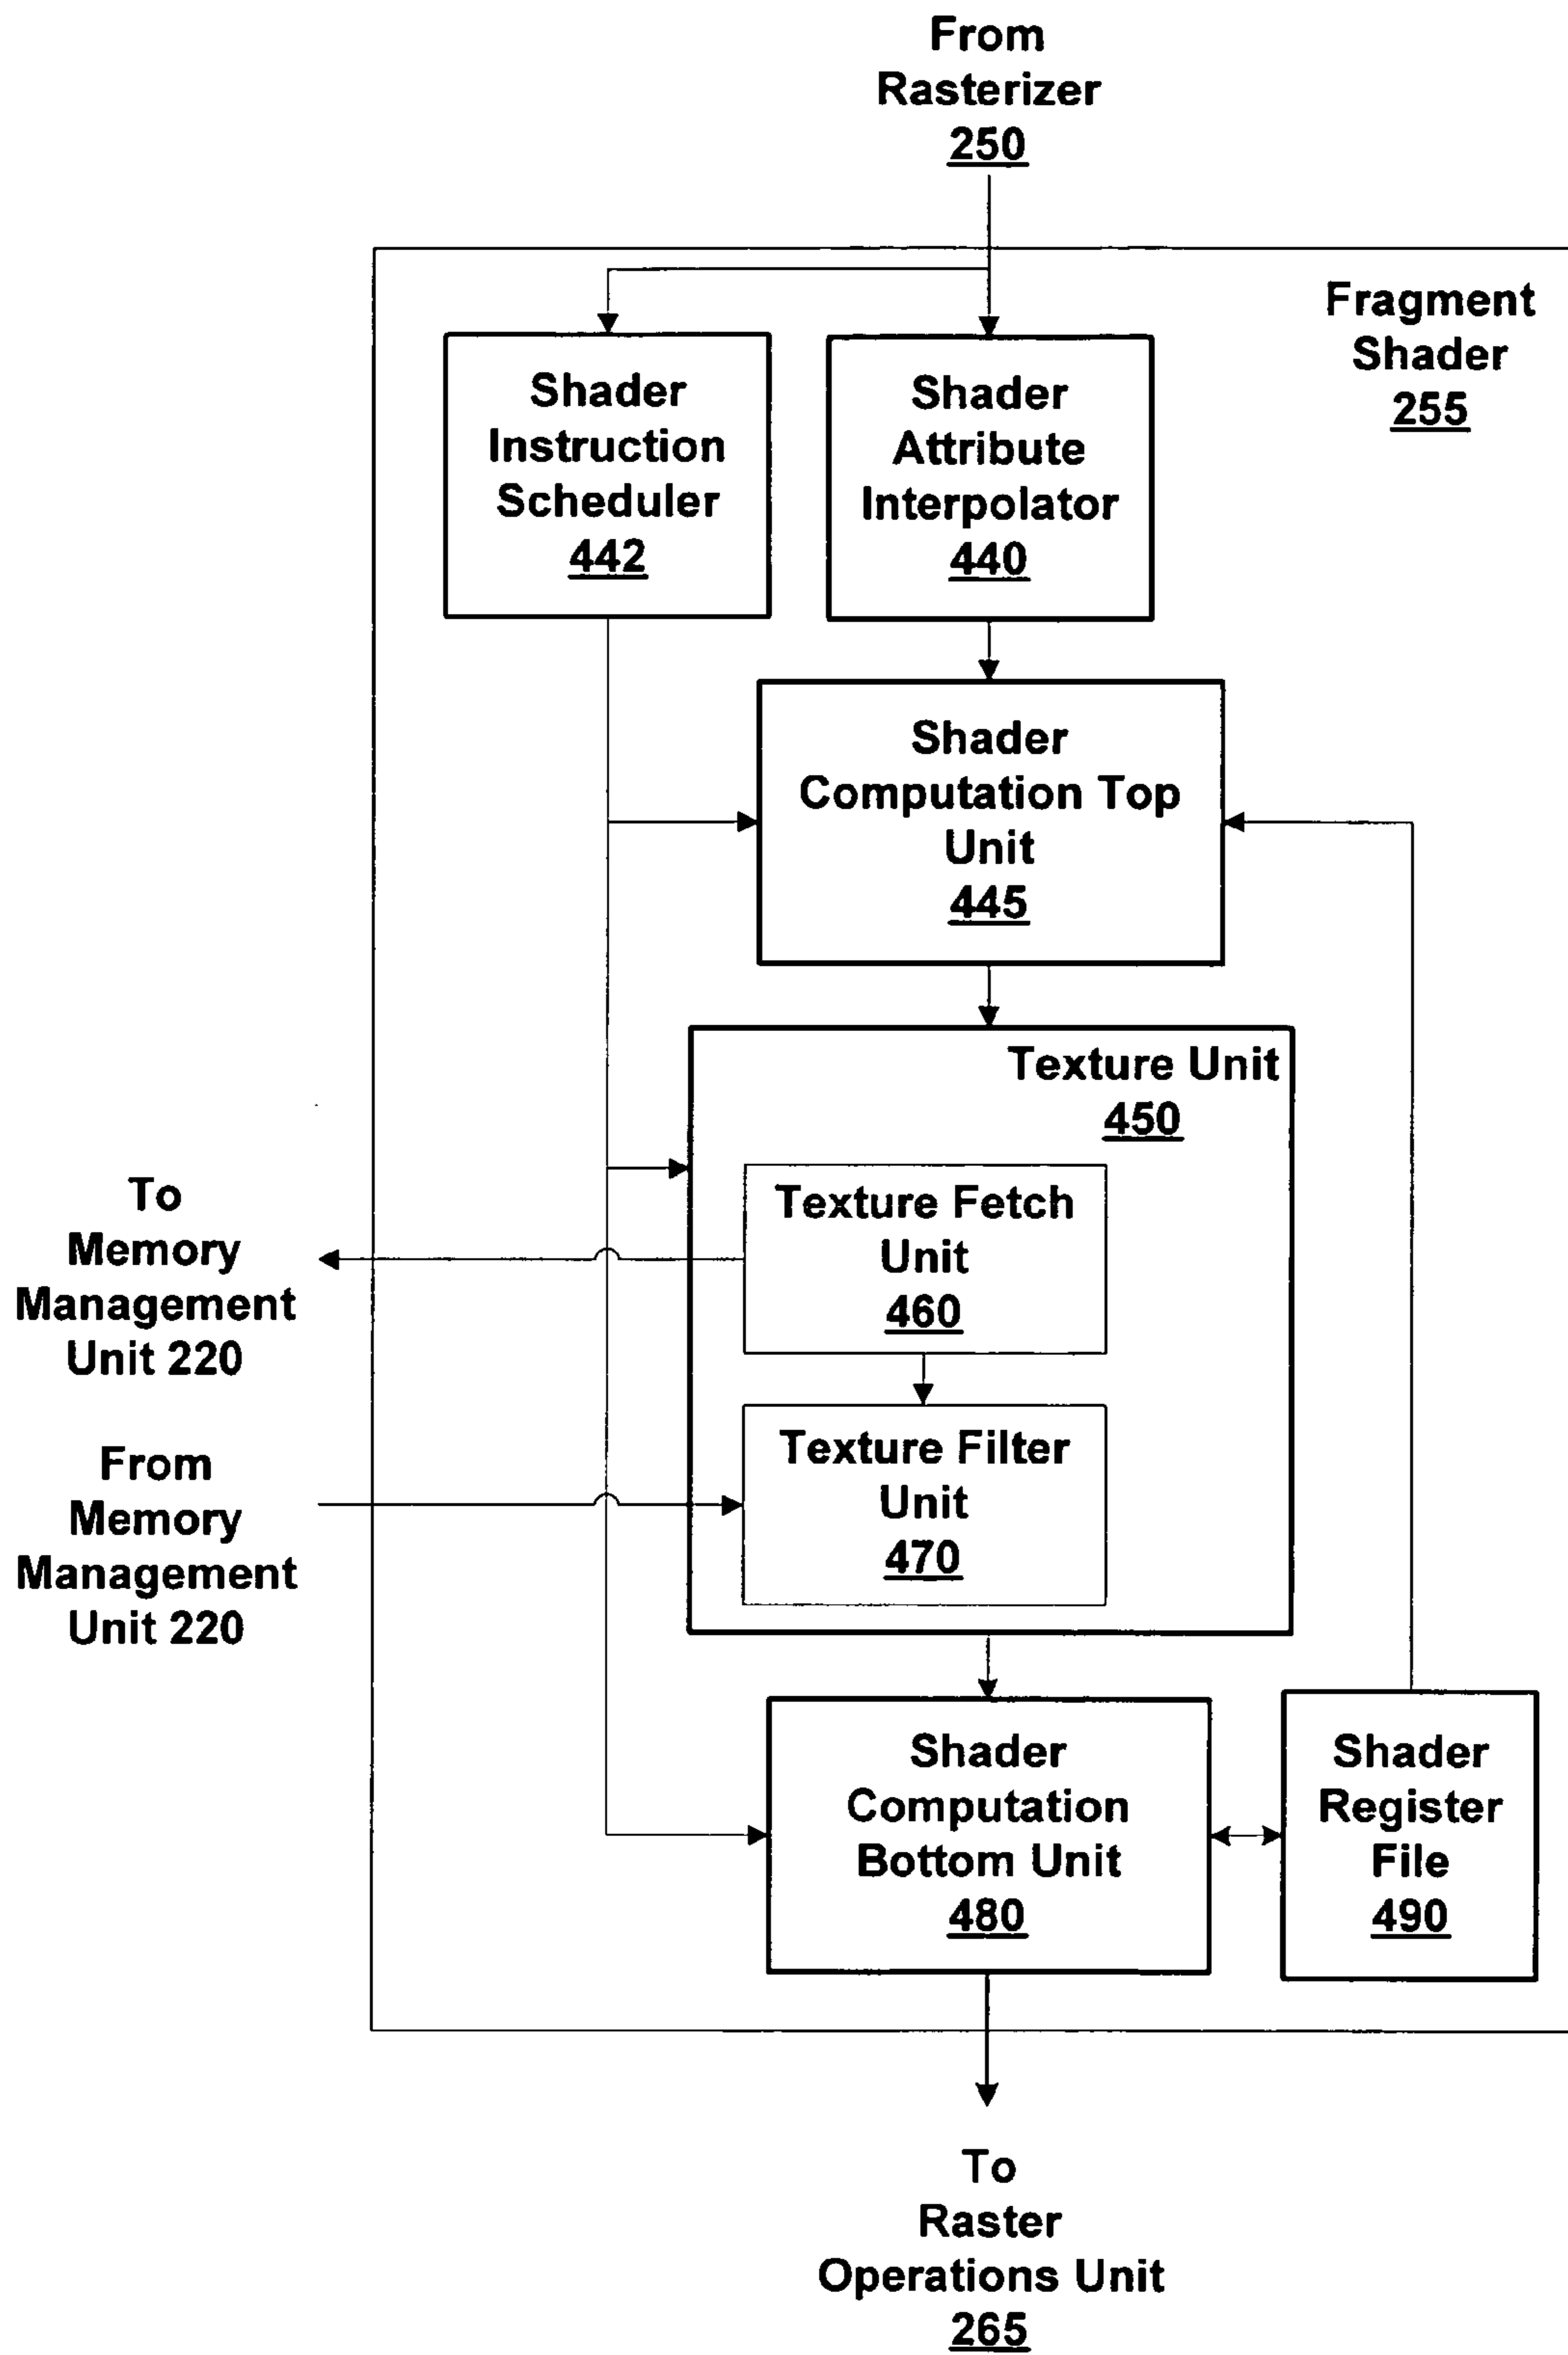 From
Rasterizer
250
Fragment
Shader
255
Shader
Instruction
Scheduler
442
Shader
Attribute
Interpolator
440
Shader
Computation Top
Unit
445
Texture Unit
450
Texture Fetch
Unit
460
To
Memory
Management
Unit 220
Texture Filter
Unit
470
From
Memory
Management
Unit 220
Shader
Computation
Bottom Unit
480
Shader
Register
File
490
To
Raster
Operations Unit
265